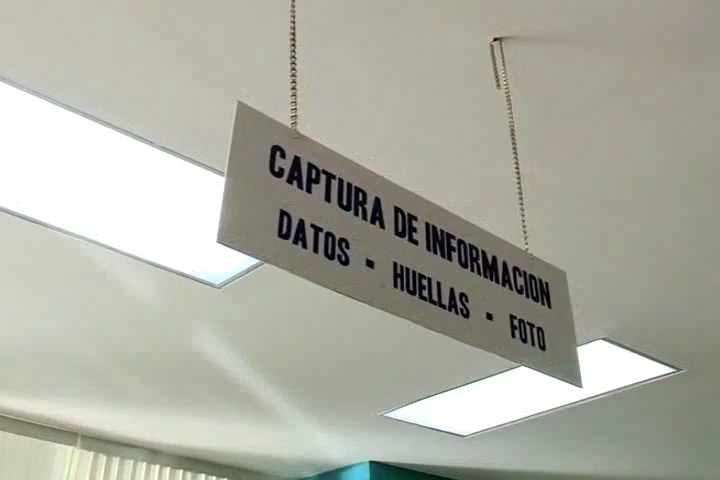 CAPTURA DE INFORMACION
DATOS ▪ HUELLAS ▪ FOTO